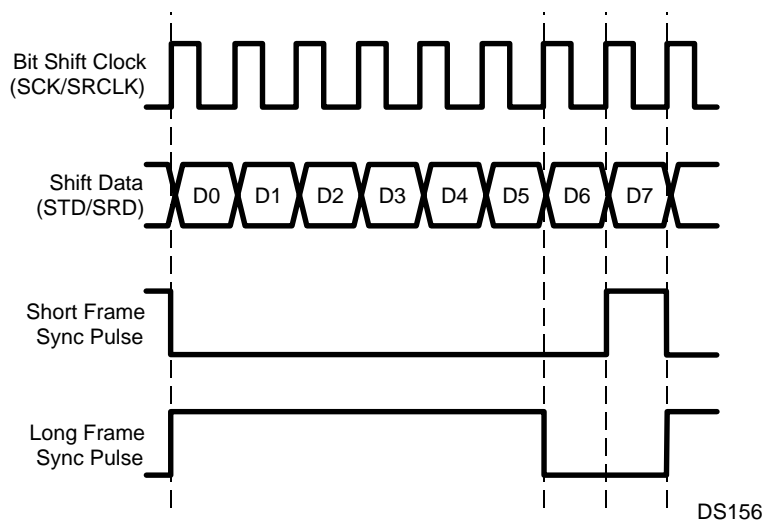 Bit Shift Clock
(SCK/SRCLK)
Shift Data
(STD/SRD)
D0 D1 D2 D3 D4 D5 D6 D7
Short Frame
Sync Pulse
Long Frame
Sync Pulse
DS156